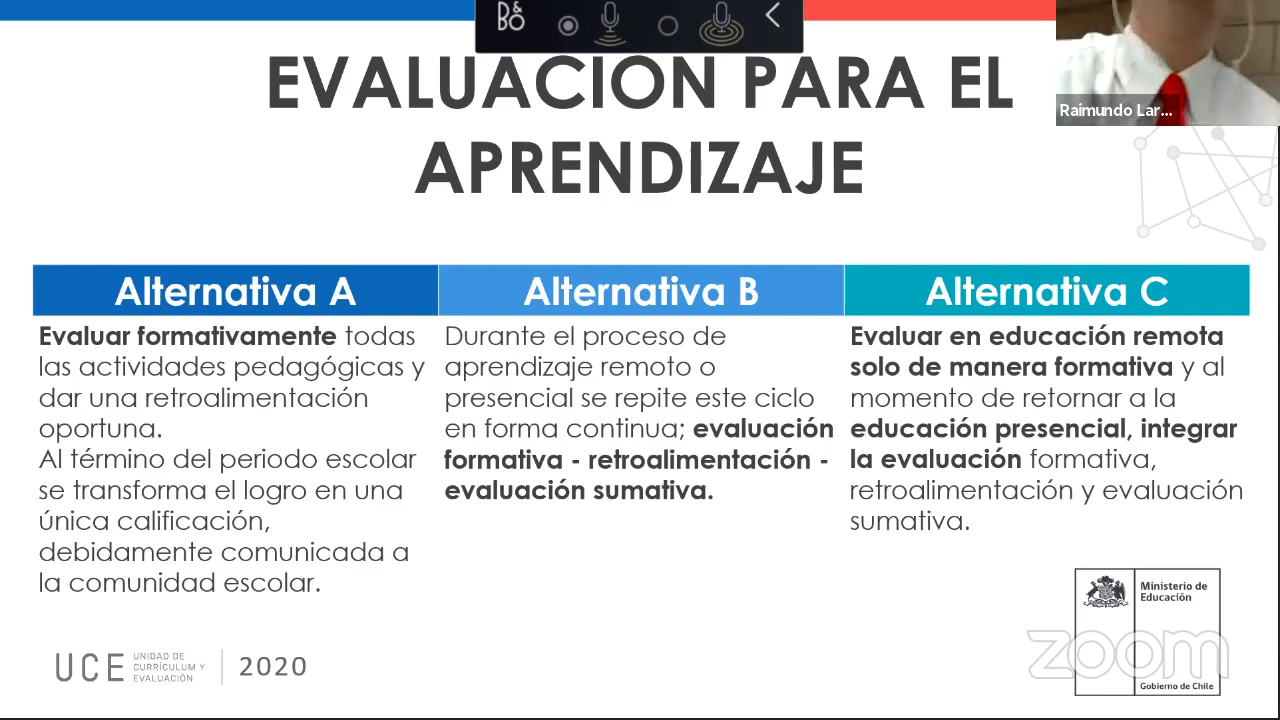 B&O
EVALUACION PARA EL
APRENDIZAJE
Raimundo Lar...
Alternativa A
Evaluar formativamente todas
las actividades pedagógicas y
dar una retroalimentación
oportuna.
Al término del periodo escolar
se transforma el logro en una
única calificación,
debidamente comunicada a
la comunidad escolar.
Alternativa B
Durante el proceso de
aprendizaje remoto o
presencial se repite este ciclo
en forma continua; evaluación
formativa - retroalimentación -
evaluación sumativa.
Alternativa C
Evaluar en educación remota
solo de manera formativa y al
momento de retornar a la
educación presencial, integrar
la evaluación formativa,
retroalimentación y evaluación
sumativa.
UCE
UNIDAD DE
CURRÍCULUM Y
EVALUACIÓN
2020
Ministerio de
Educación
zoom
Gobierno de Chile